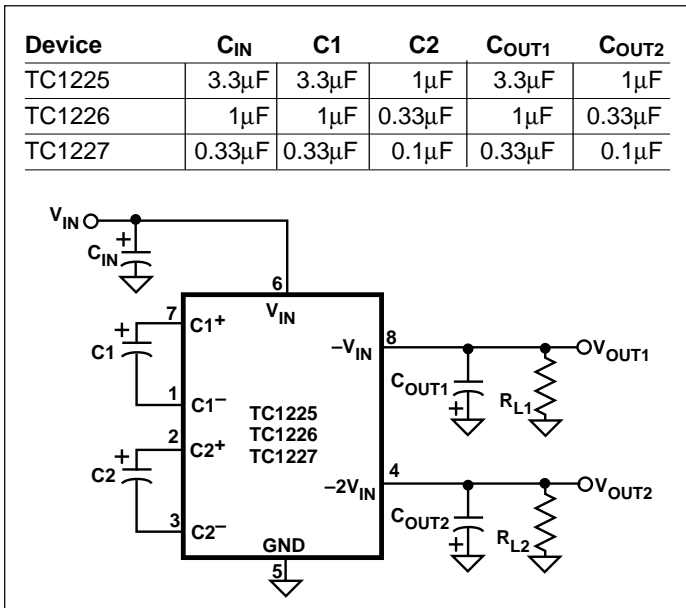 Device C_IN C1 C2 C_OUT1 C_OUT2
TC1225 3.3μF 3.3μF 1μF 3.3μF 1μF
TC1226 1μF 1μF 0.33μF 1μF 0.33μF
TC1227 0.33μF 0.33μF 0.1μF 0.33μF 0.1μF
V_IN
+
C_IN
6
V_IN
7
C1+
+
C1
1
C1−
−V_IN
8
V_OUT1
C_OUT1
+
R_L1
TC1225
TC1226
TC1227
2
C2+
+
C2
3
C2−
−2V_IN
4
V_OUT2
C_OUT2
+
R_L2
GND
5